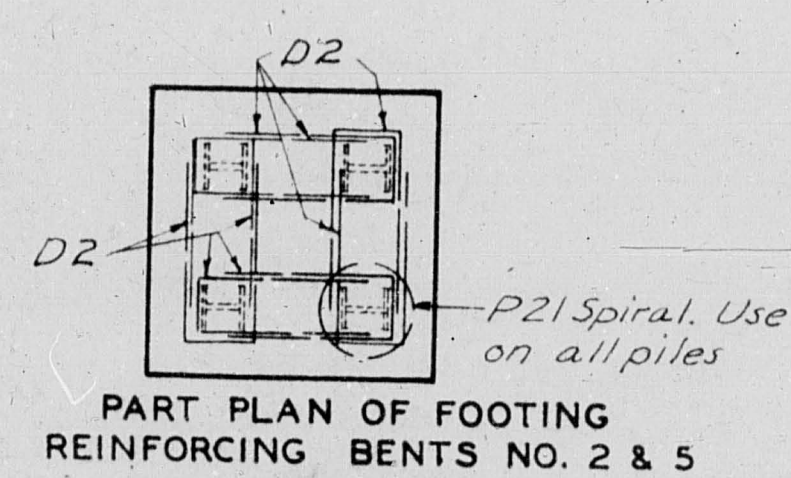 D2
D2
P21 Spiral. Use
on all piles
PART PLAN OF FOOTING
REINFORCING BENTS NO. 2 & 5